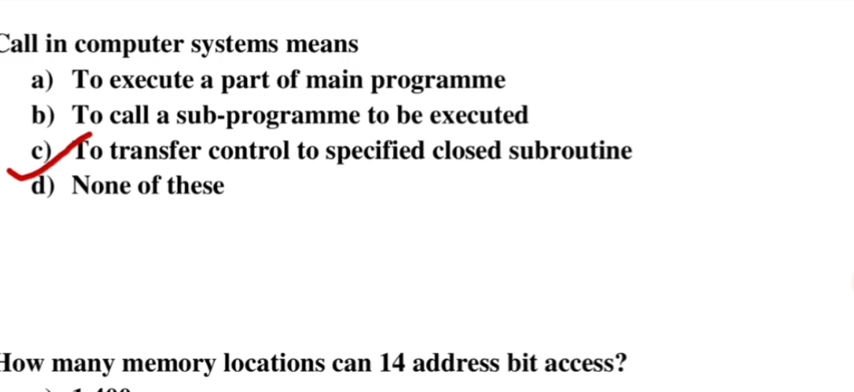 Call in computer systems means
a) To execute a part of main programme
b) To call a sub-programme to be executed
c) To transfer control to specified closed subroutine
d) None of these
How many memory locations can 14 address bit access?